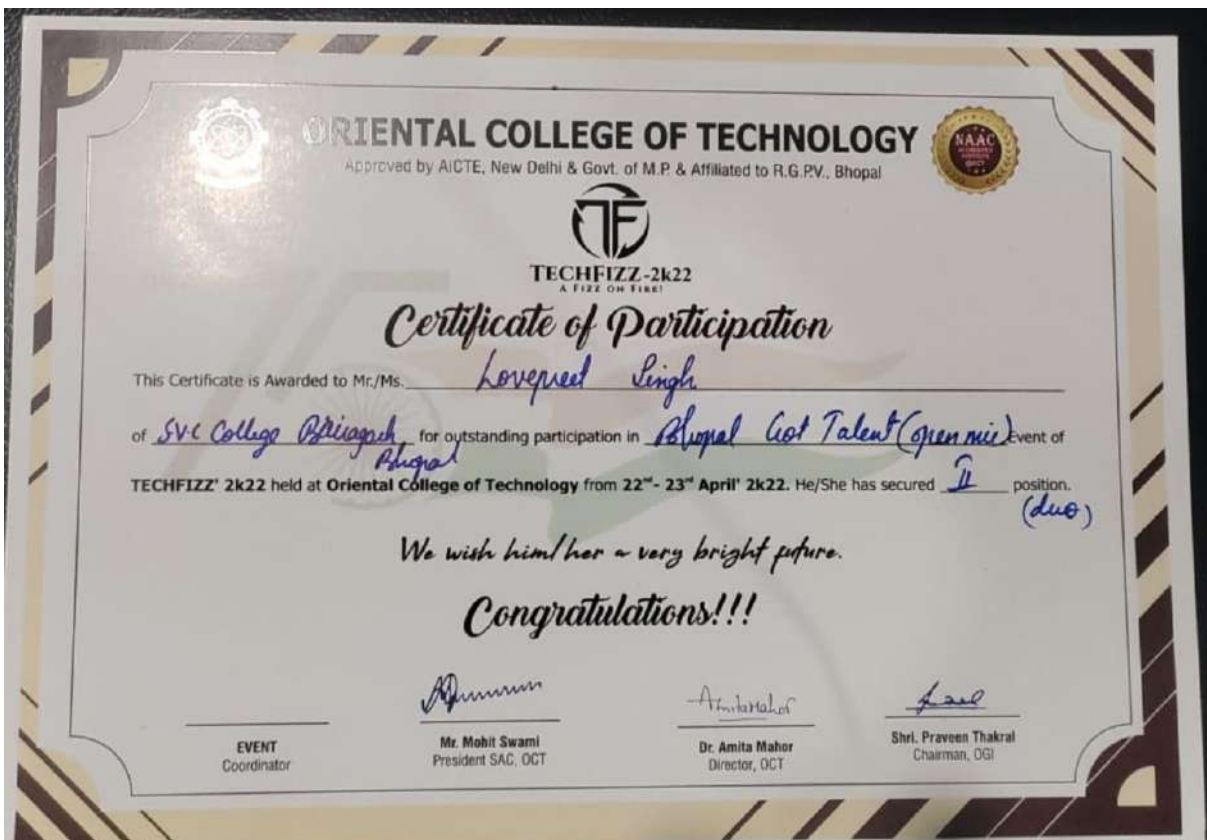 ORIENTAL COLLEGE OF TECHNOLOGY
Approved by AICTE, New Delhi & Govt. of M.P. & Affiliated to R.G.P.V., Bhopal
NAAC
TF
TECHFIZZ-2k22
A FIZZ ON FIRE!
Certificate of Participation
This Certificate is Awarded to Mr./Ms. Lovepreet Singh
of SVC College , for outstanding participation in Bhopal Got Talent (open mic) Event of
Bhopal
TECHFIZZ' 2k22 held at Oriental College of Technology from 22nd- 23rd April' 2k22. He/She has secured II position.
(duo)
We wish him/her a very bright future.
Congratulations!!!
AmitaMahor
EVENT
Coordinator
Mr. Mohit Swami
President SAC, OCT
Dr. Amita Mahor
Director, OCT
Shri. Praveen Thakral
Chairman, OGI